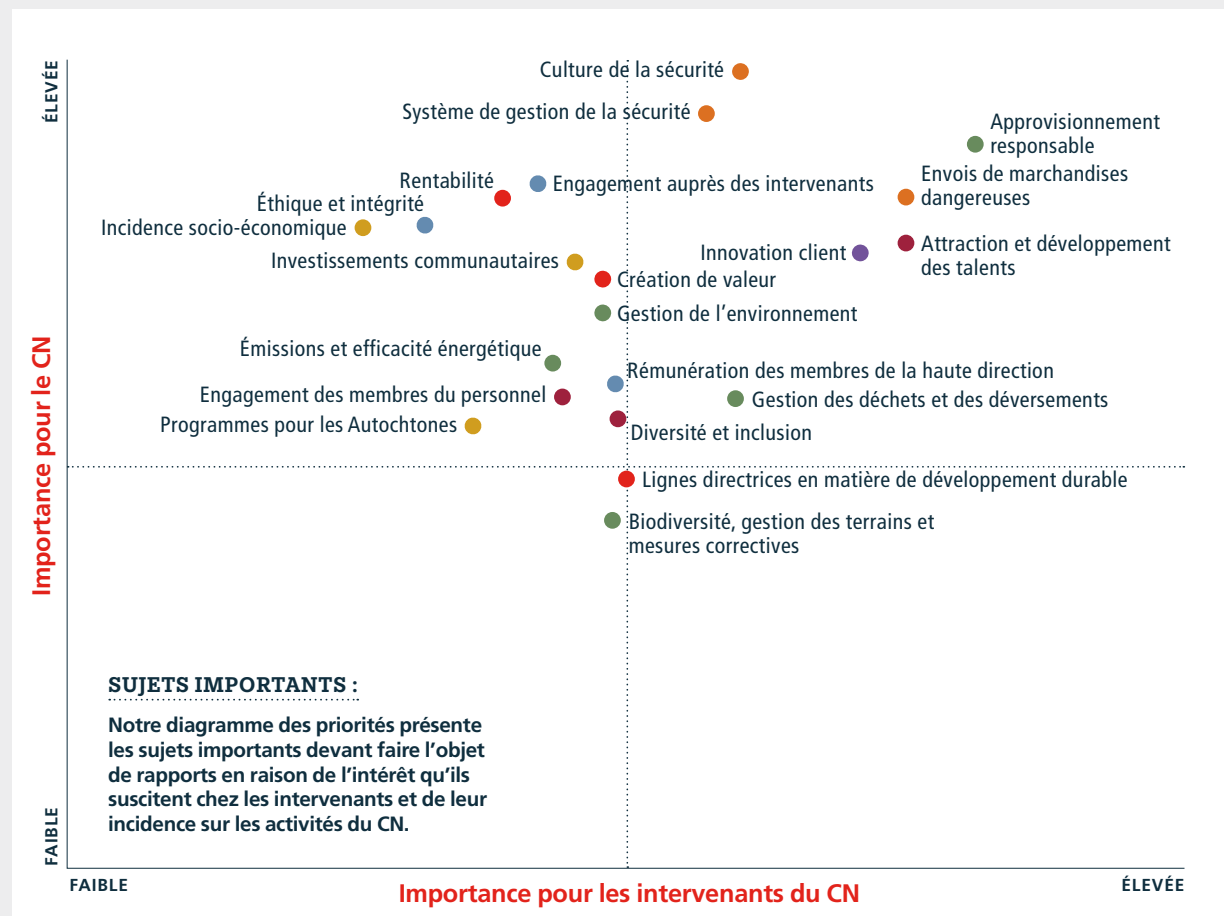 ÉLEVÉE
Culture de la sécurité
Système de gestion de la sécurité
Approvisionnement
responsable
Envois de marchandises
dangereuses
Rentabilité
Engagement auprès des intervenants
Éthique et intégrité
Incidence socio-économique
Attraction et développement
des talents
Innovation client
Investissements communautaires
Création de valeur
Gestion de l’environnement
Émissions et efficacité énergétique
Rémunération des membres de la haute direction
Engagement des membres du personnel
Gestion des déchets et des déversements
Programmes pour les Autochtones
Diversité et inclusion
Lignes directrices en matière de développement durable
Biodiversité, gestion des terrains et
mesures correctives
Importance pour le CN
SUJETS IMPORTANTS :
Notre diagramme des priorités présente
les sujets importants devant faire l’objet
de rapports en raison de l’intérêt qu’ils
suscitent chez les intervenants et de leur
incidence sur les activités du CN.
FAIBLE
FAIBLE
Importance pour les intervenants du CN
ÉLEVÉE